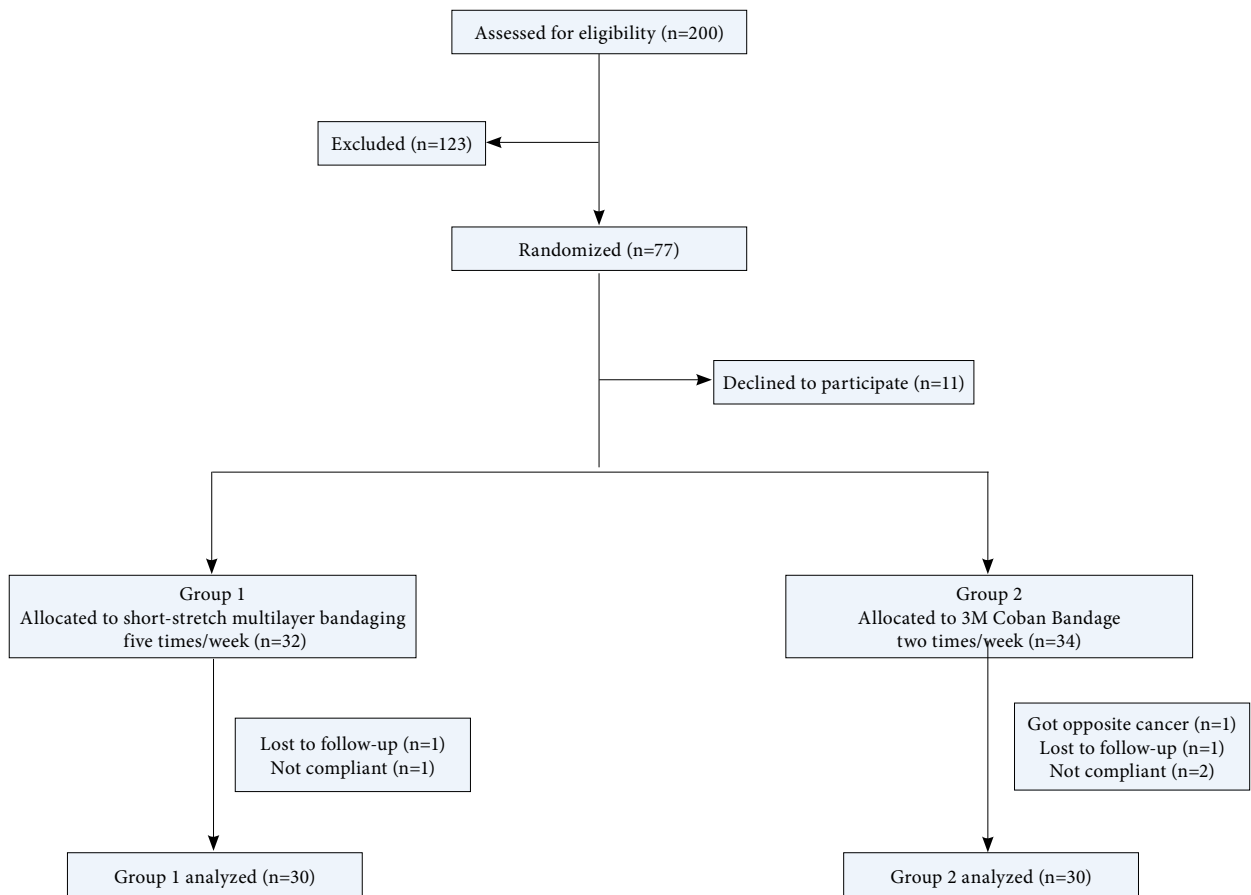 Assessed for eligibility (n=200)
Excluded (n=123)
Randomized (n=77)
Declined to participate (n=11)
Group 1
Allocated to short-stretch multilayer bandaging
five times/week (n=32)
Group 2
Allocated to 3M Coban Bandage
two times/week (n=34)
Lost to follow-up (n=1)
Not compliant (n=1)
Got opposite cancer (n=1)
Lost to follow-up (n=1)
Not compliant (n=2)
Group 1 analyzed (n=30)
Group 2 analyzed (n=30)